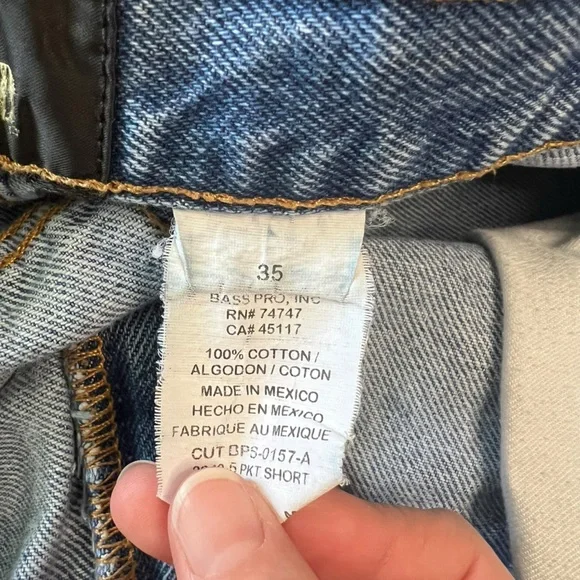 35
BASS PRO, INC
RN# 74747
CA# 45117
100% COTTON /
ALGODON / COTON
MADE IN MEXICO
HECHO EN MEXICO
FABRIQUE AU MEXIQUE
CUT BPS-0157-A
5 PKT SHORT